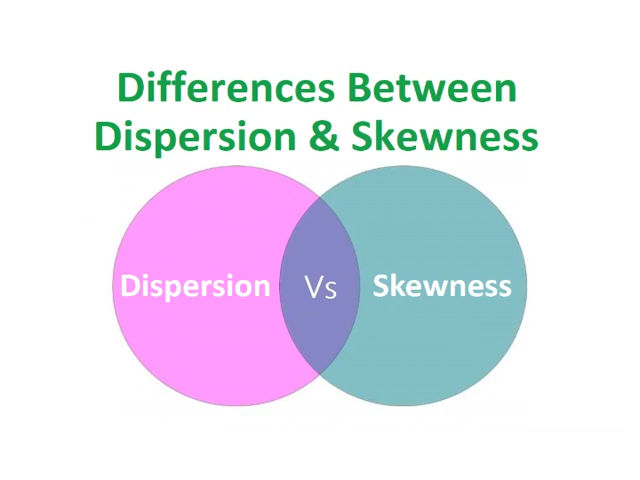 Differences Between
Dispersion & Skewness
Dispersion Vs Skewness